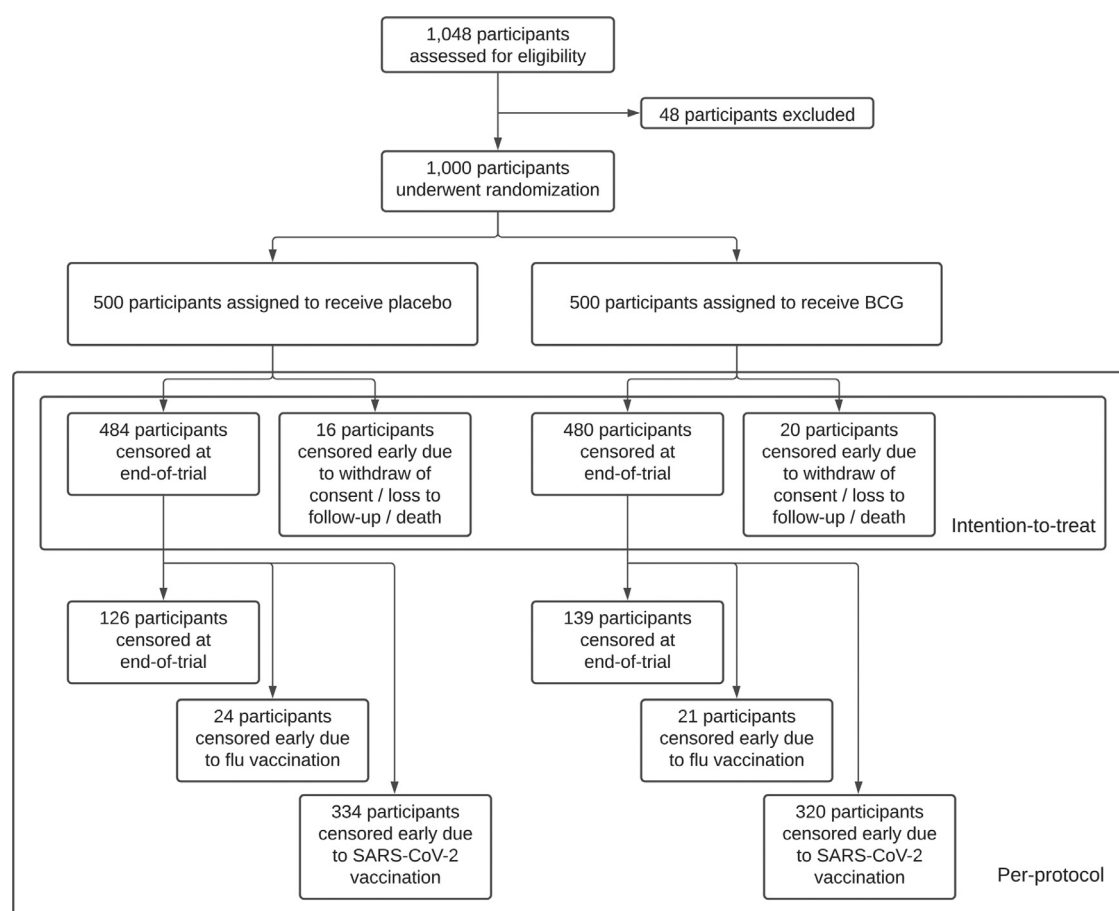 1,048 participants
assessed for eligibility
48 participants excluded
1,000 participants
underwent randomization
500 participants assigned to receive placebo
500 participants assigned to receive BCG
484 participants
censored at
end-of-trial
16 participants
censored early due
to withdraw of
consent / loss to
follow-up / death
480 participants
censored at
end-of-trial
20 participants
censored early due
to withdraw of
consent / loss to
follow-up / death
Intention-to-treat
126 participants
censored at
end-of-trial
24 participants
censored early due
to flu vaccination
334 participants
censored early due
to SARS-CoV-2
vaccination
139 participants
censored at
end-of-trial
21 participants
censored early due
to flu vaccination
320 participants
censored early due
to SARS-CoV-2
vaccination
Per-protocol